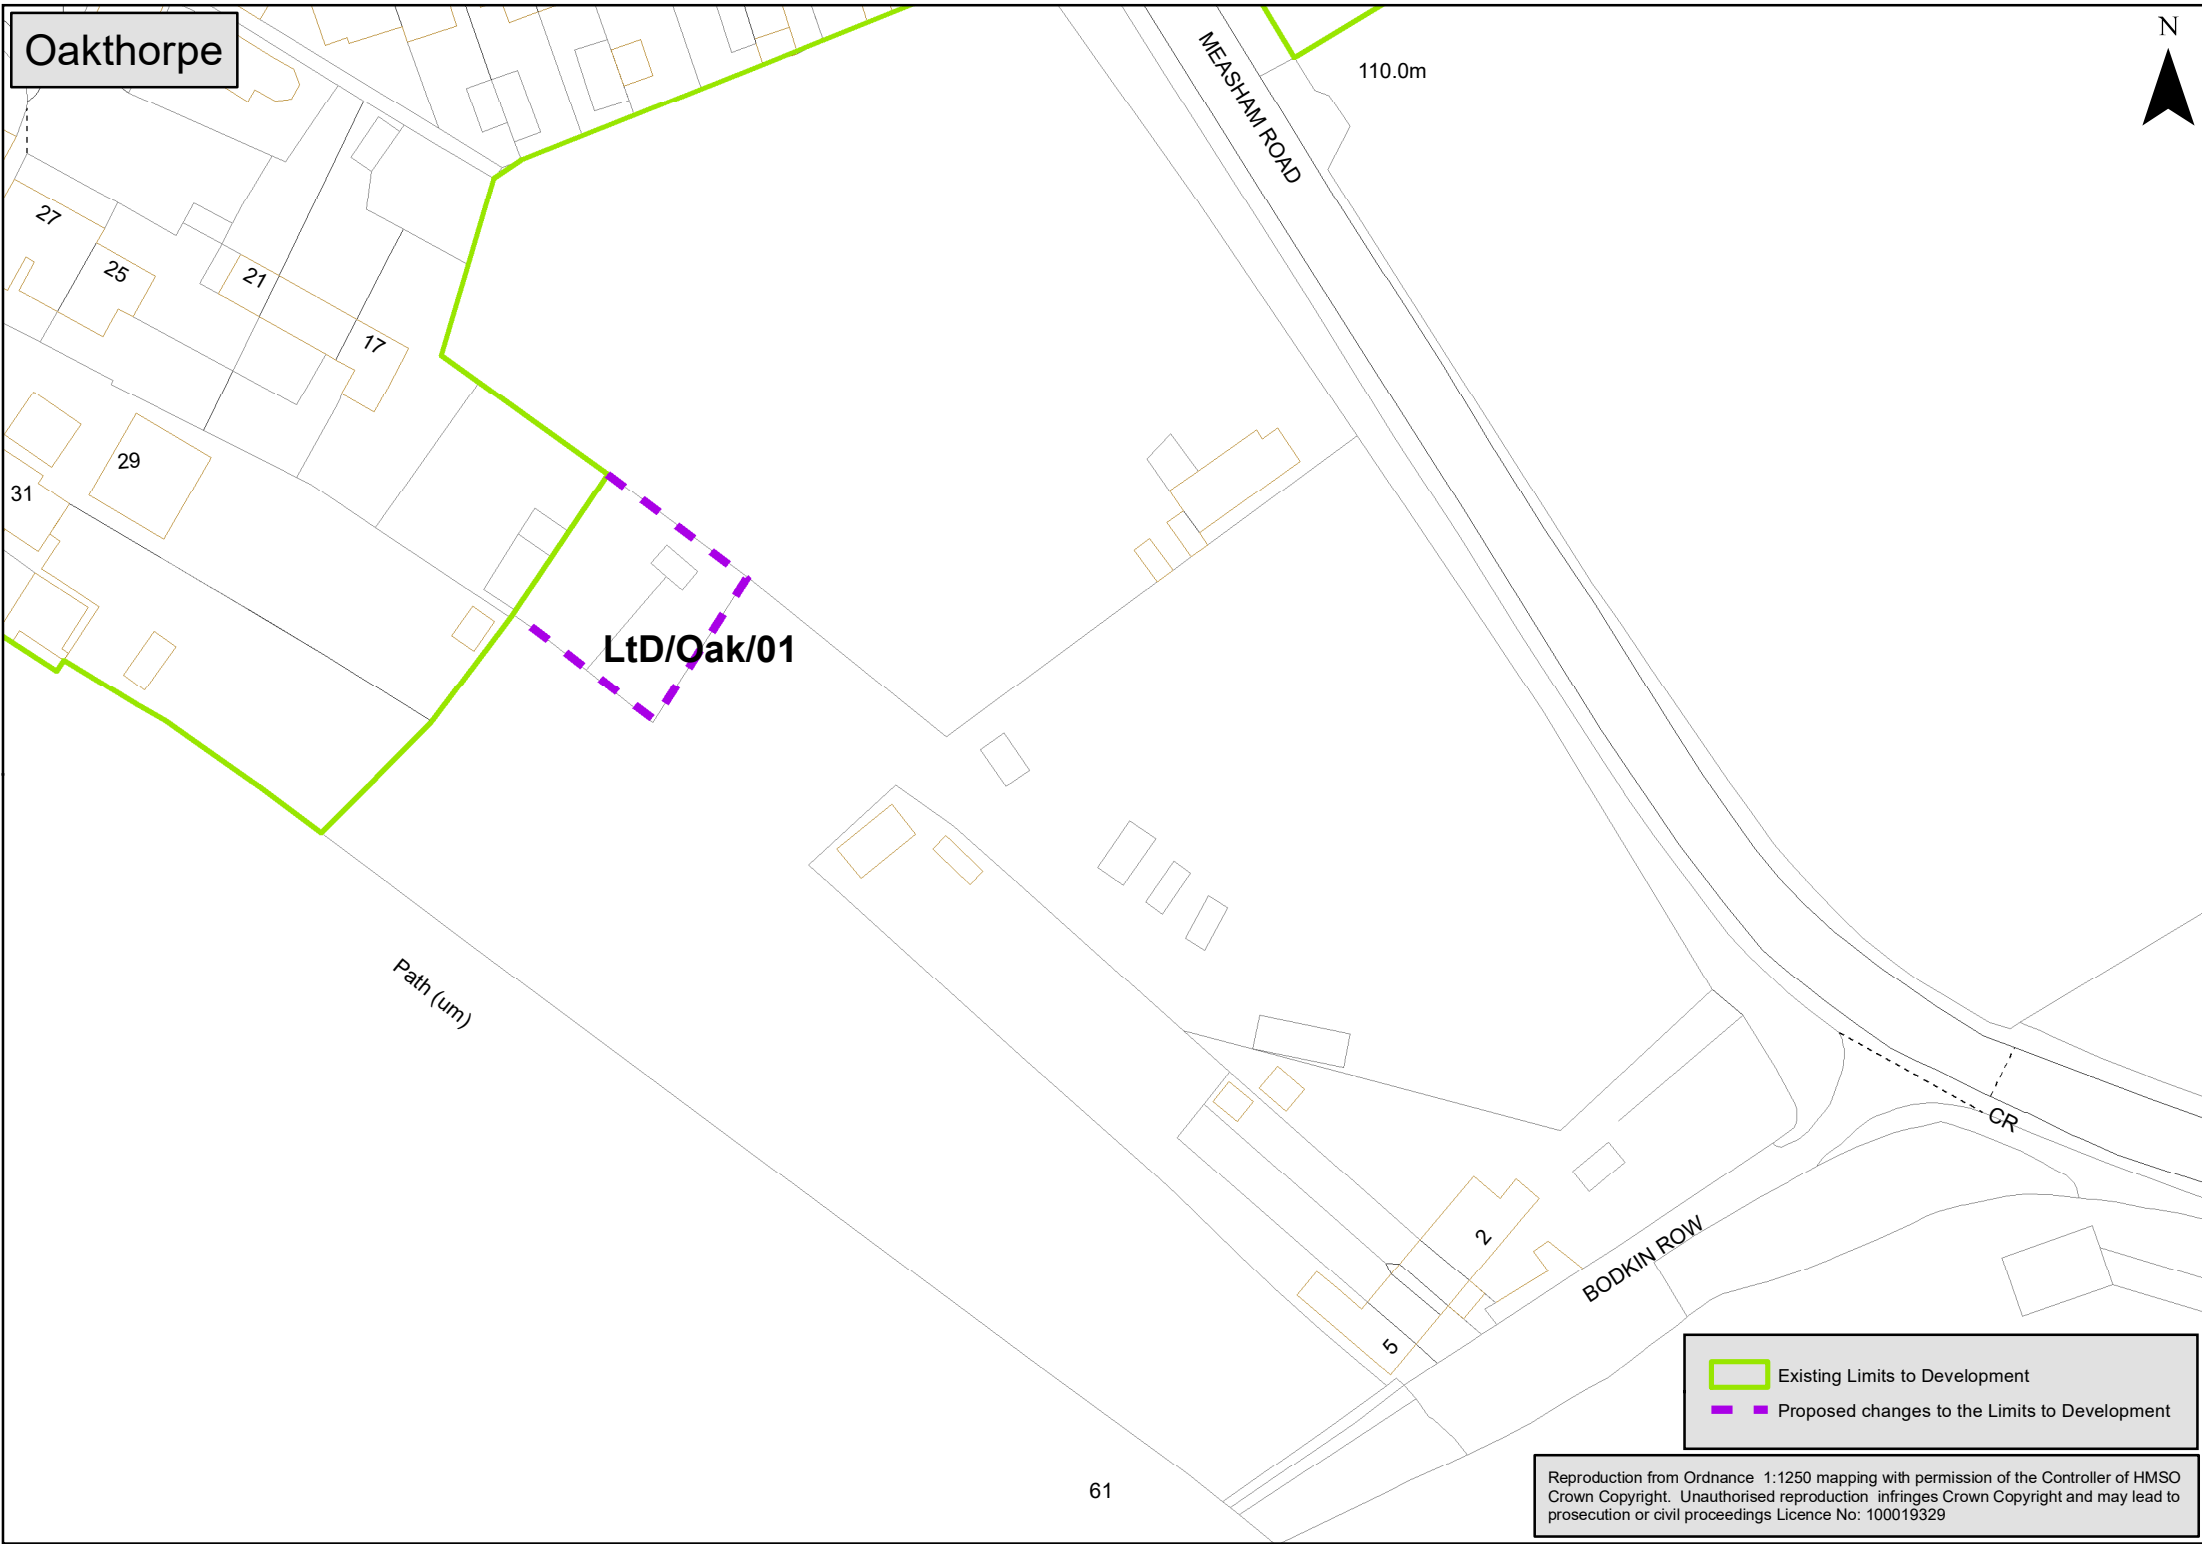 Oakthorpe
N
MEASHAM ROAD
110.0m
27
25
21
17
29
31
LtD/Oak/01
Path (um)
CR
2
BODKIN ROW
5
61
Existing Limits to Development
Proposed changes to the Limits to Development
Reproduction from Ordnance 1:1250 mapping with permission of the Controller of HMSO
Crown Copyright. Unauthorised reproduction infringes Crown Copyright and may lead to
prosecution or civil proceedings Licence No: 100019329